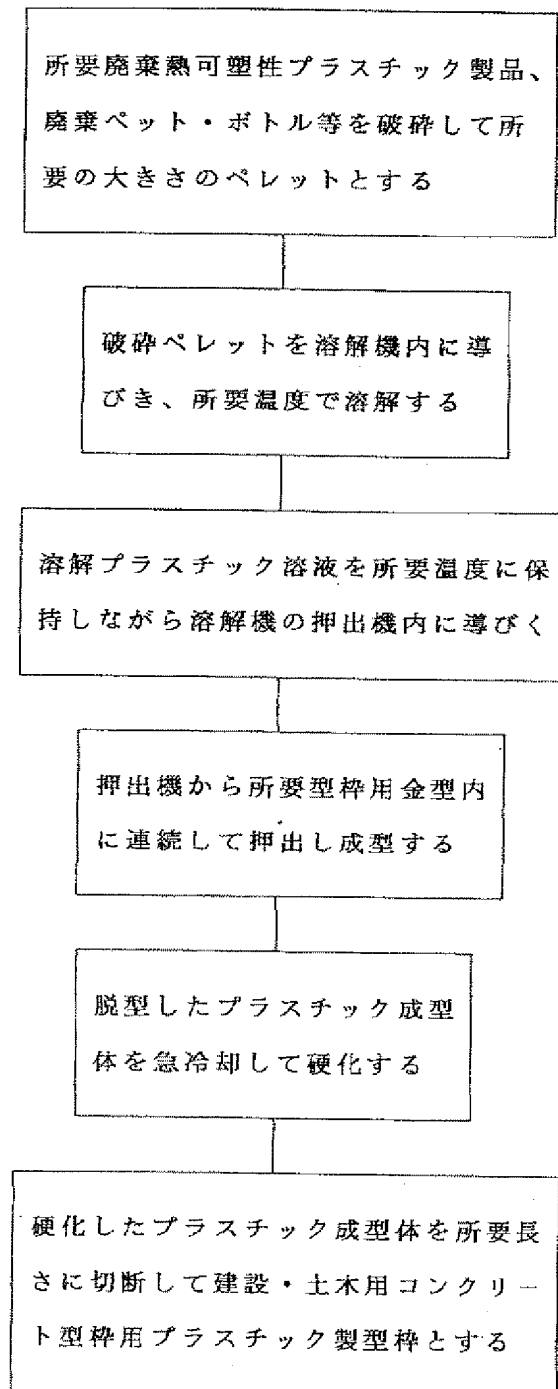 所要廃棄熱可塑性プラスチック製品、
廃棄ペット・ボトル等を破砕して所
要の大きさのペレットとする
破砕ペレットを溶解機内に導
びき、所要温度で溶解する
溶解プラスチック溶液を所要温度に保
持しながら溶解機の押出機内に導びく
押出機から所要型枠用金型内
に連続して押出し成型する
脱型したプラスチック成型
体を急冷却して硬化する
硬化したプラスチック成型体を所要長
さに切断して建設・土木用コンクリー
ト型枠用プラスチック製型枠とする